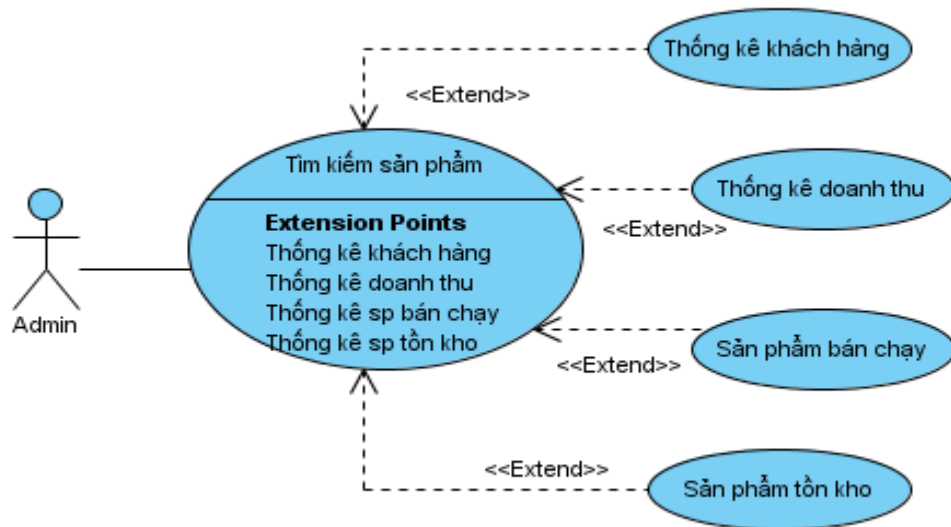 Thống kê khách hàng
<<Extend>>
Tìm kiếm sản phẩm
Thống kê doanh thu
Extension Points
<<Extend>>
Thống kê khách hàng
Thống kê doanh thu
Thống kê sp bán chạy
Thống kê sp tồn kho
Admin
Sản phẩm bán chạy
<<Extend>>
<<Extend>>
Sản phẩm tồn kho